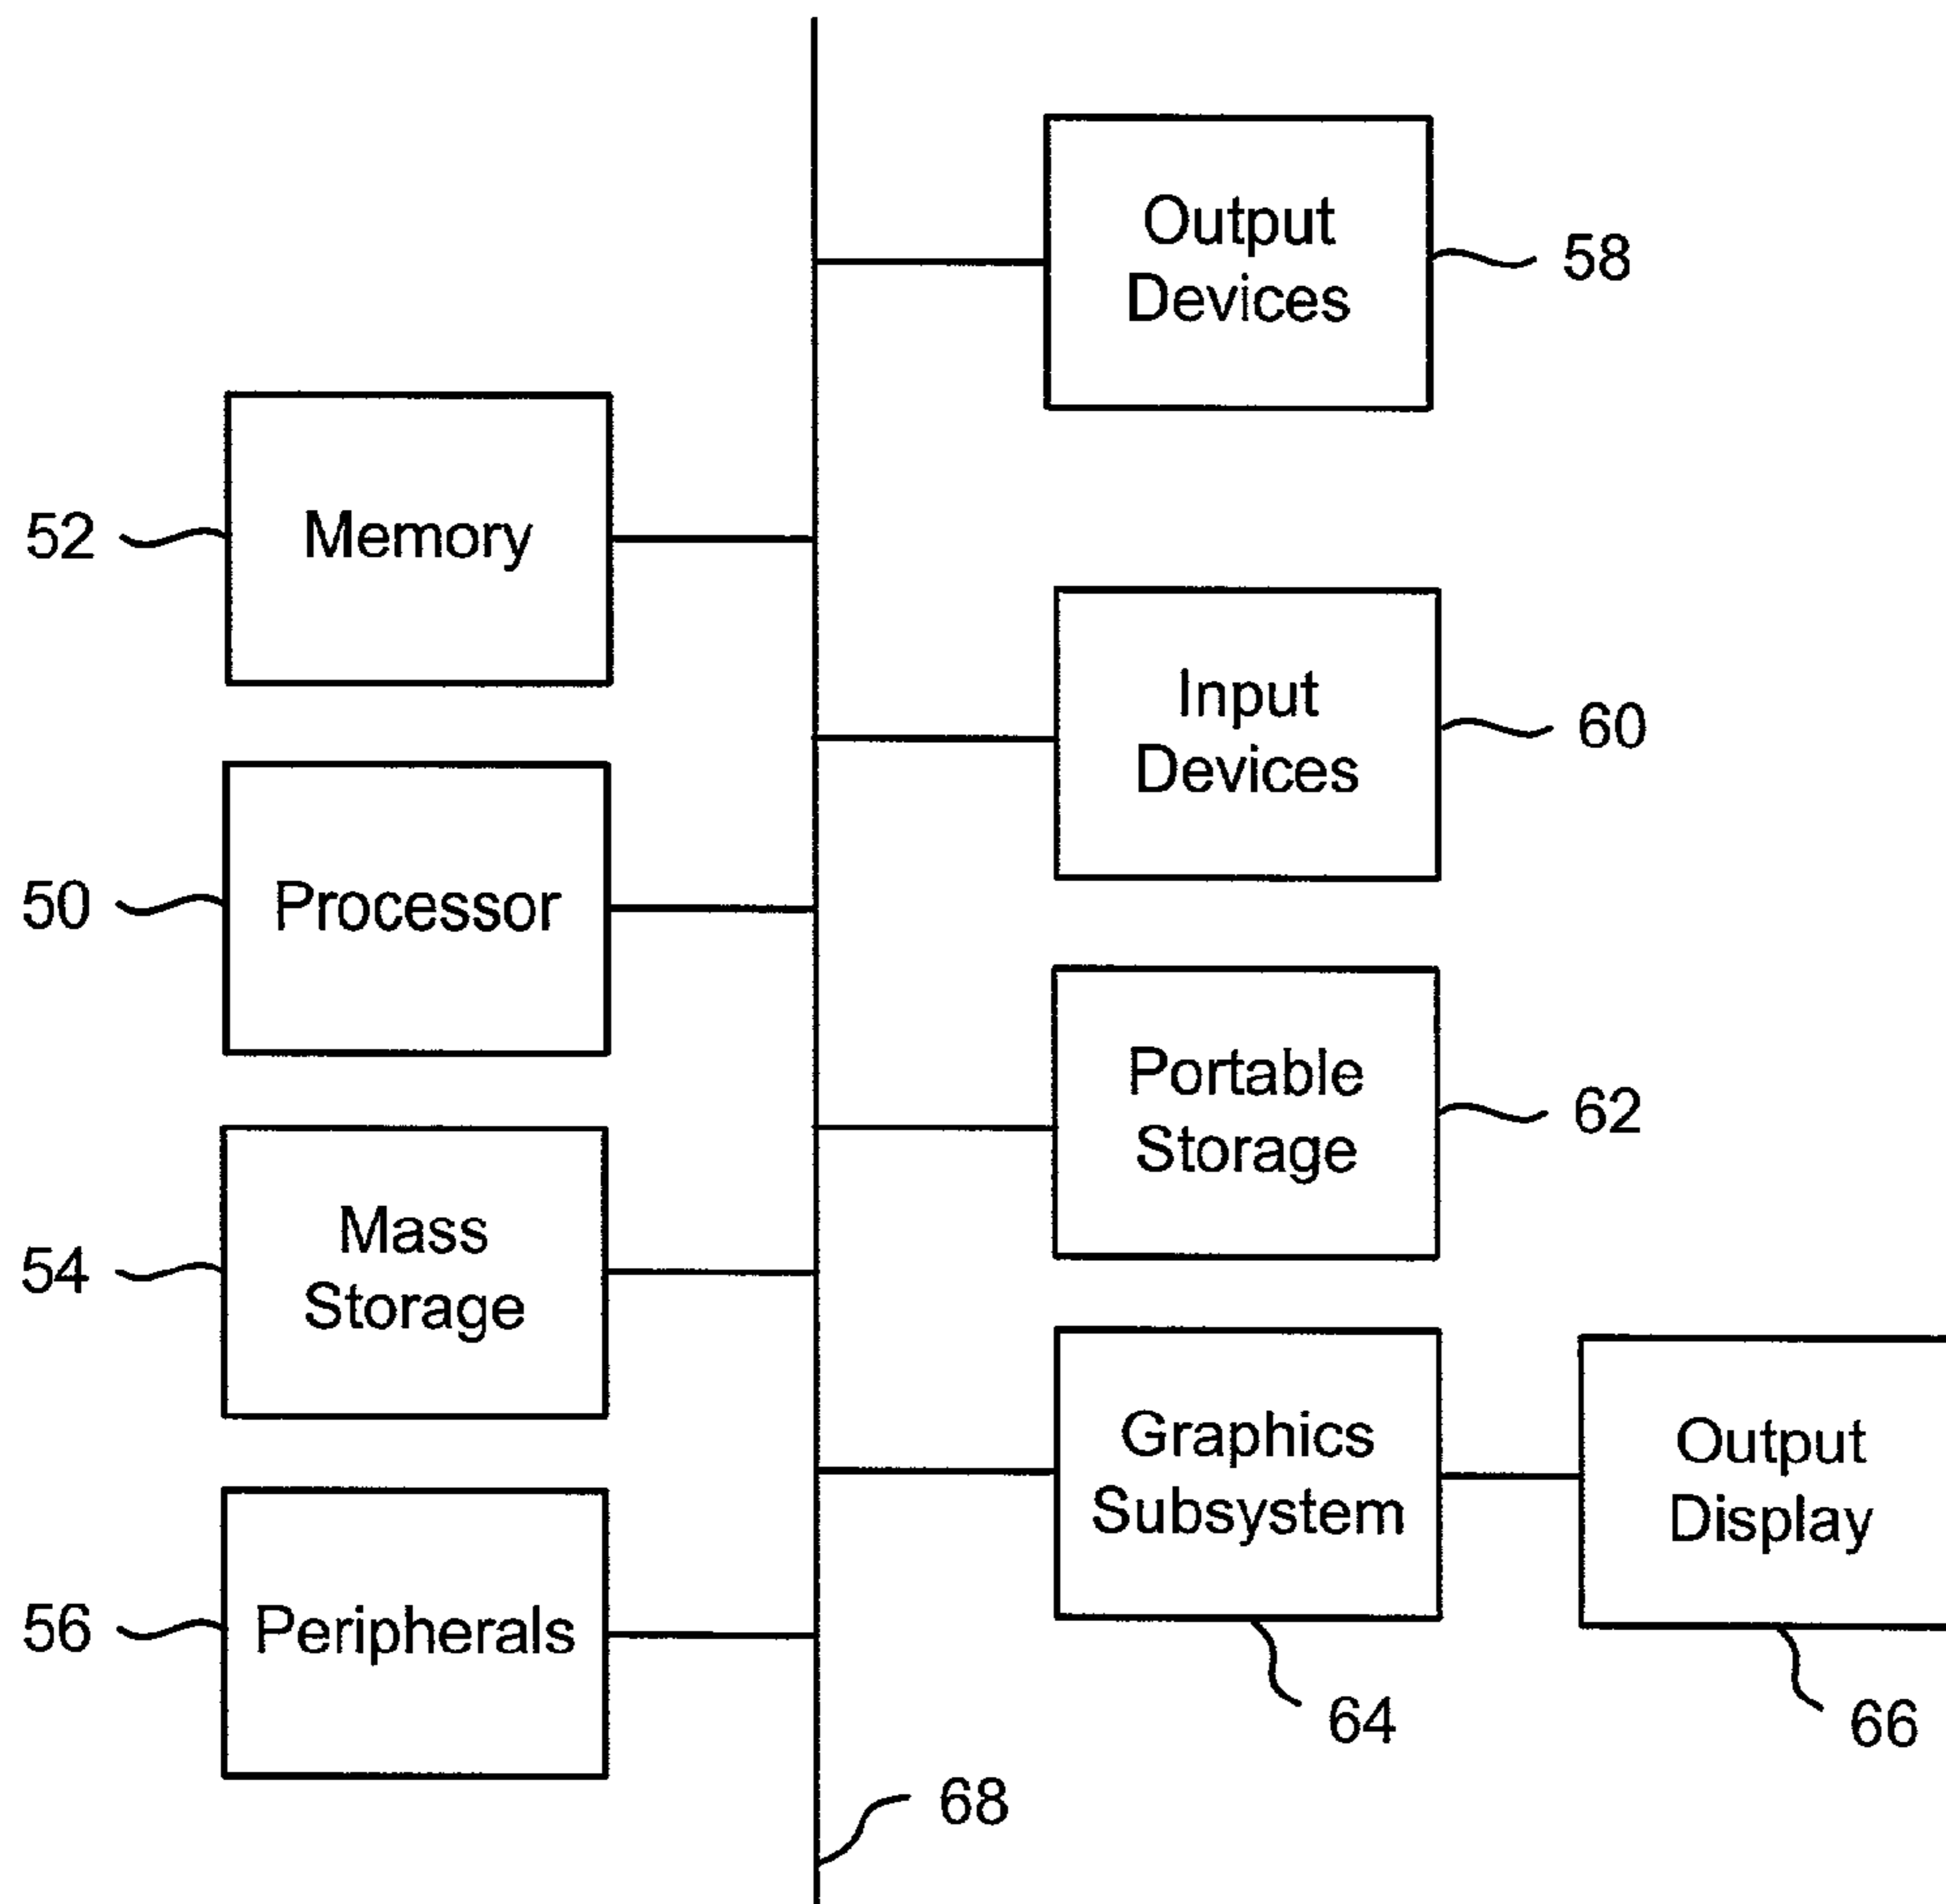 Output
Devices
58
52
Memory
Input
Devices
60
50
Processor
Portable
Storage
62
54
Mass
Storage
Graphics
Subsystem
Output
Display
56
Peripherals
64
66
68